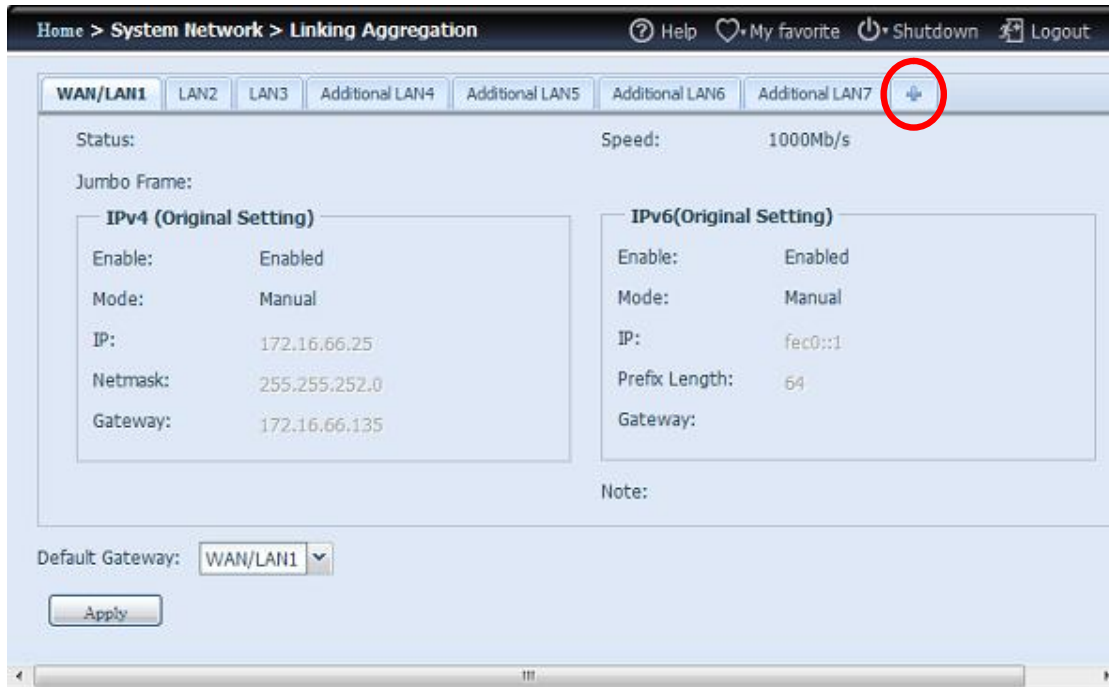 Home > System Network > Linking Aggregation Help My favorite Shutdown Logout
WAN/LAN1 LAN2 LAN3 Additional LAN4 Additional LAN5 Additional LAN6 Additional LAN7
Status: Speed: 1000Mb/s
Jumbo Frame:
IPv4 (Original Setting) IPv6(Original Setting)
Enable: Enabled Enable: Enabled
Mode: Manual Mode: Manual
IP: 172.16.66.25 IP: fec0::1
Netmask: 255.255.252.0 Prefix Length: 64
Gateway: 172.16.66.135 Gateway:
Note:
Default Gateway: WAN/LAN1
Apply